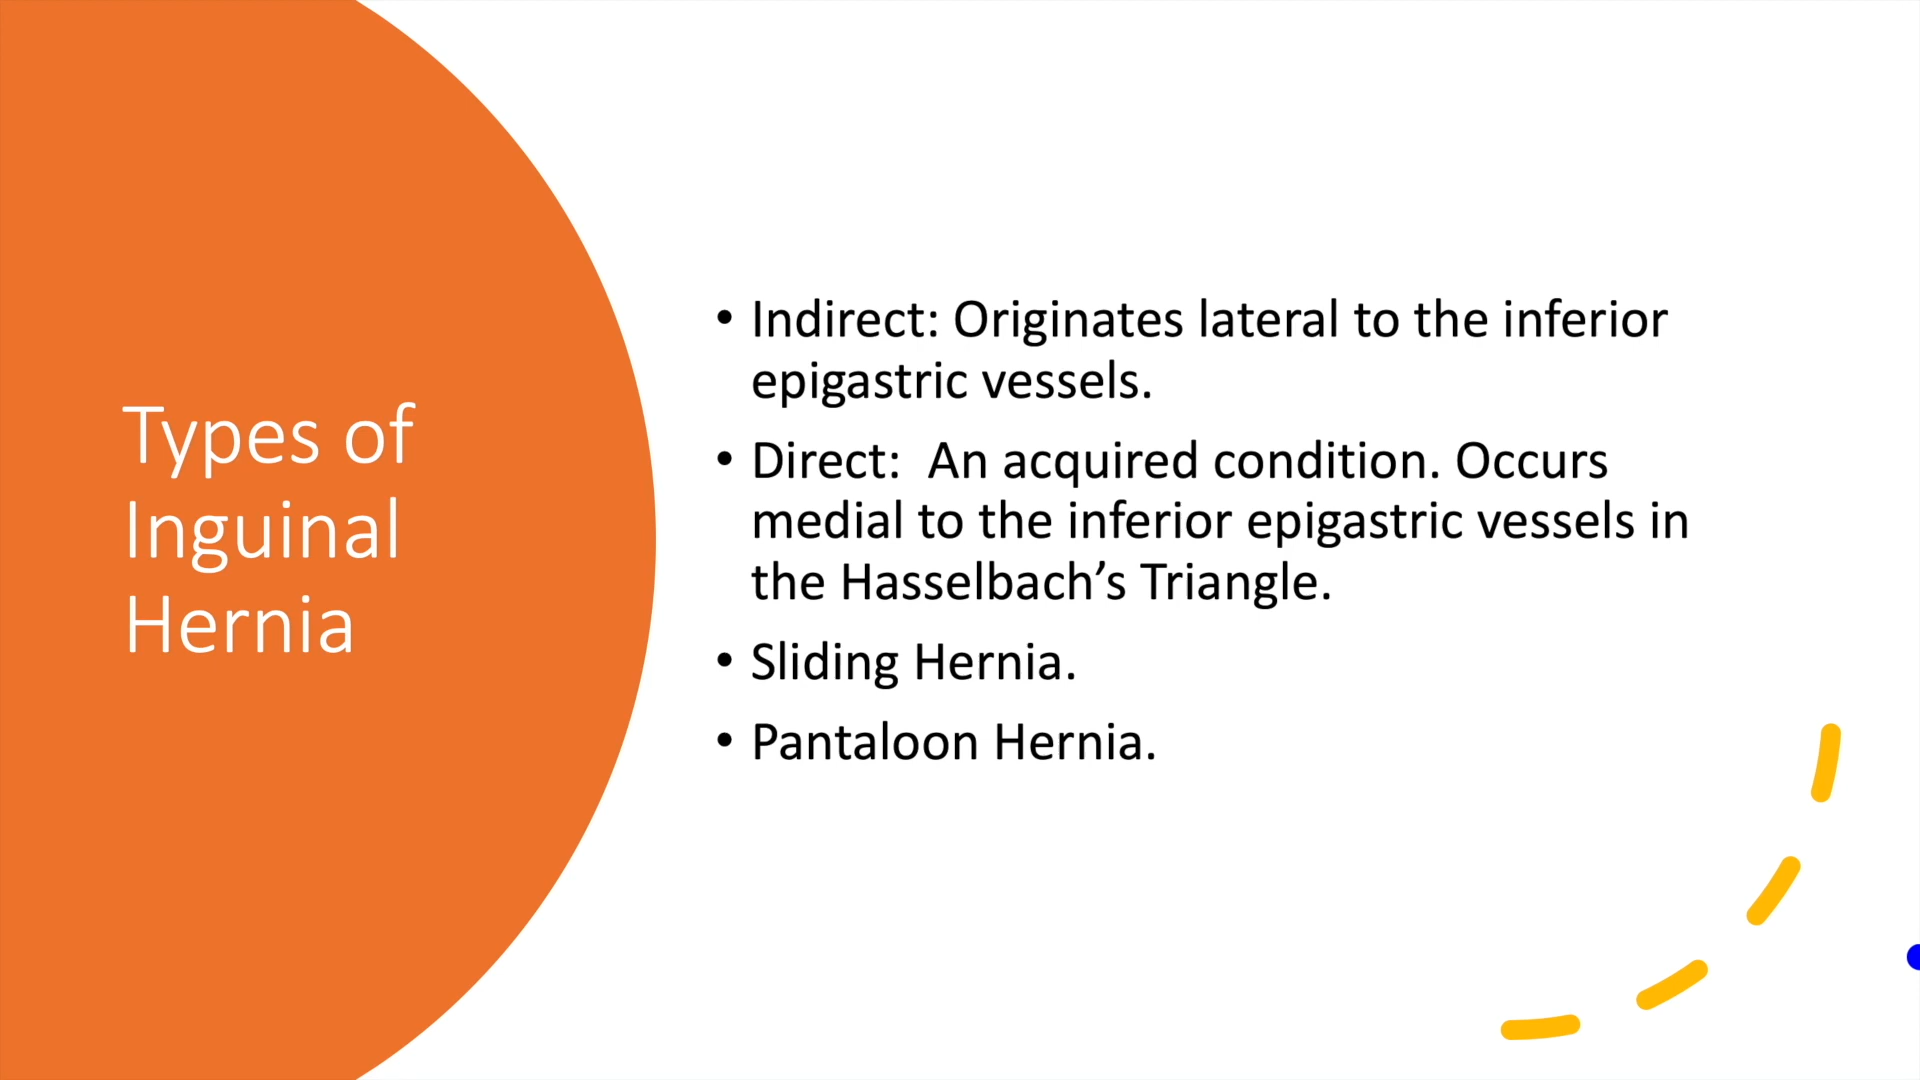 Types of
Inguinal
Hernia
• Indirect: Originates lateral to the inferior
epigastric vessels.
• Direct:  An acquired condition. Occurs
medial to the inferior epigastric vessels in
the Hasselbach’s Triangle.
• Sliding Hernia.
• Pantaloon Hernia.